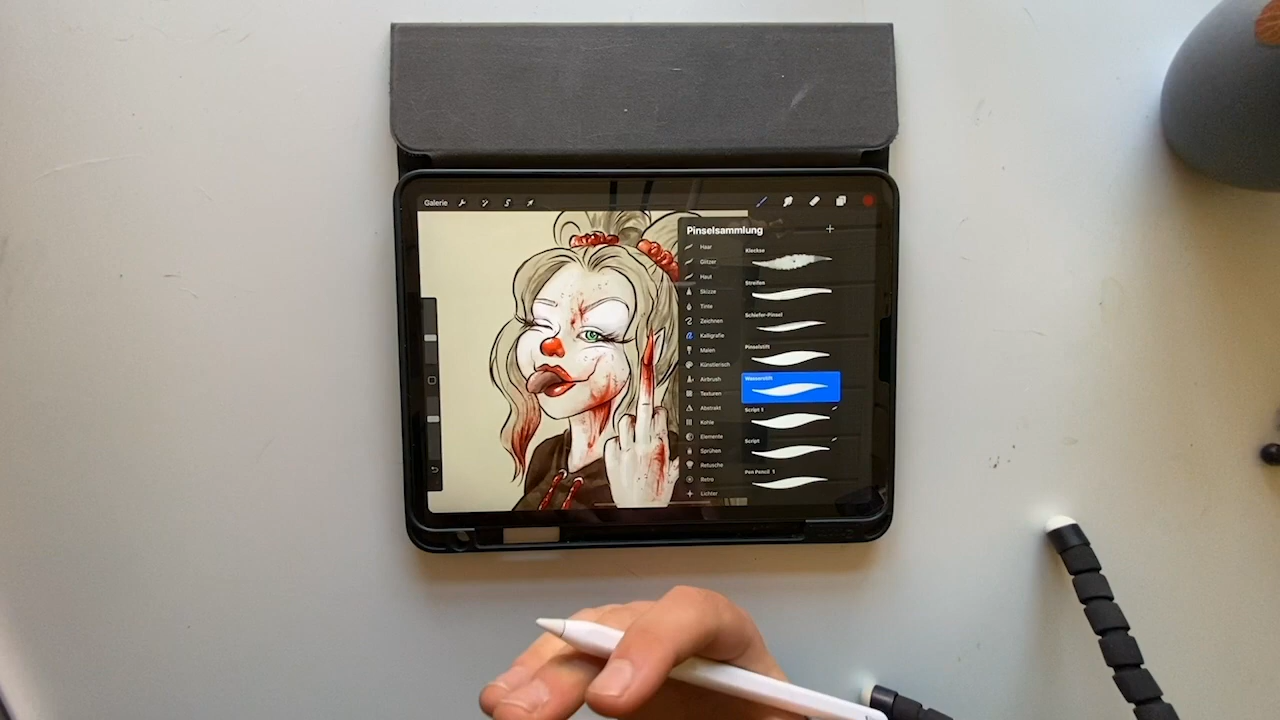 Galerie
Pinselsammlung
Haar
Glitzer
Haut
Skizze
Tinte
Zeichnen
Kalligrafie
Malen
Künstlerisch
Airbrush
Texturen
Abstrakt
Kohle
Elemente
Sprühen
Retusche
Retro
Lichter
Kleckse
Streifen
Schiefer-Pinsel
Pinselstift
Wasserstift
Script 1
Script
Pen Pencil 1